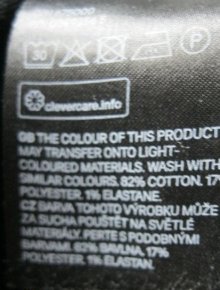 30
P
clevercare.info
GB THE COLOUR OF THIS PRODUCT
MAY TRANSFER ONTO LIGHT-
COLOURED MATERIALS. WASH WITH
SIMILAR COLOURS. 82% COTTON. 17%
POLYESTER. 1% ELASTANE.
CZ BARVA TOHOTO VÝROBKU MŮŽE
ZA SUCHA POUŠTĚT NA SVĚTLÉ
MATERIÁLY. PERTE S PODOBNÝMI
BARVAMI. 82% BAVLNA. 17%
POLYESTER. 1% ELASTAN.